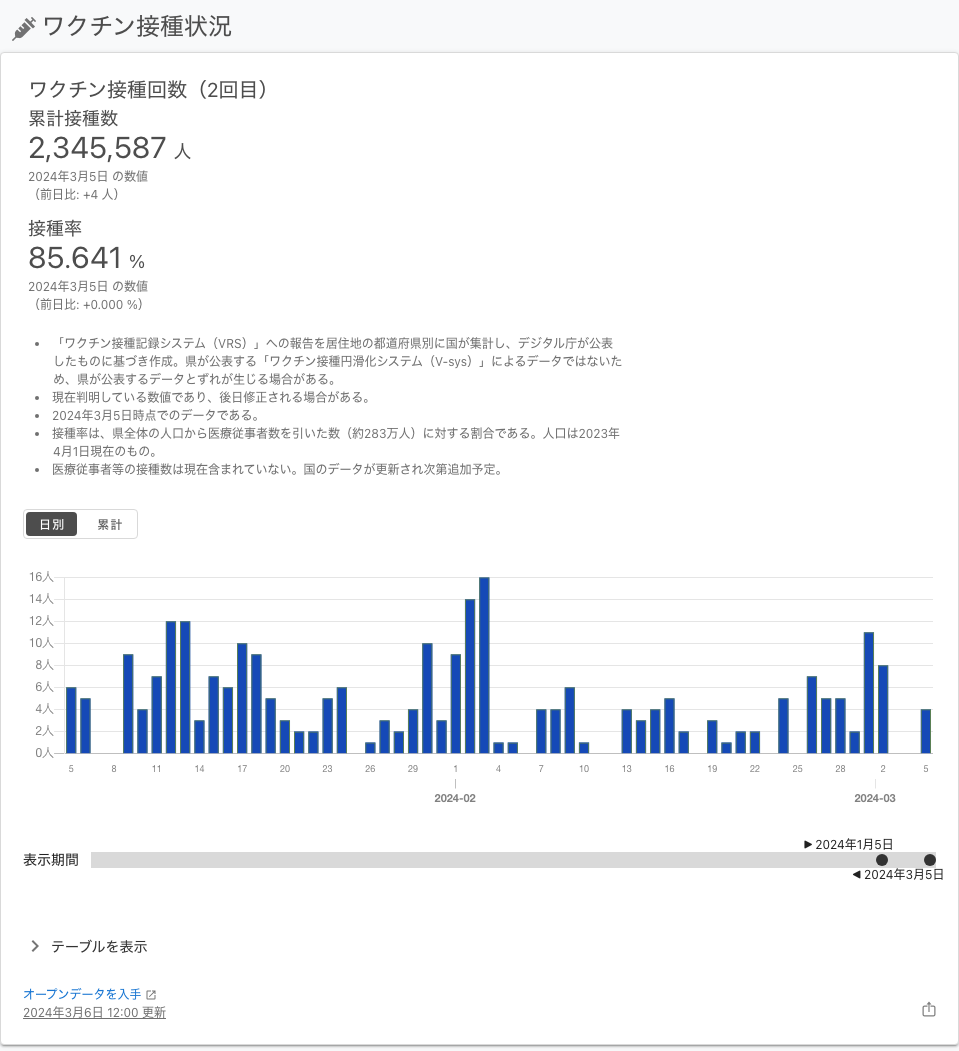 ワクチン接種状況
ワクチン接種回数（2回目）
累計接種数
2,345,587 人
2024年3月5日 の数値
（前日比: +4 人）
接種率
85.641 %
2024年3月5日 の数値
（前日比: +0.000 %）
• 「ワクチン接種記録システム（VRS）」への報告を居住地の都道府県別に国が集計し、デジタル庁が公表
したものに基づき作成。県が公表する「ワクチン接種円滑化システム（V-sys）」によるデータではないた
め、県が公表するデータとずれが生じる場合がある。
• 現在判明している数値であり、後日修正される場合がある。
• 2024年3月5日時点でのデータである。
• 接種率は、県全体の人口から医療従事者数を引いた数（約283万人）に対する割合である。人口は2023年
4月1日現在のもの。
• 医療従事者等の接種数は現在含まれていない。国のデータが更新され次第追加予定。
日別 累計
16人
14人
12人
10人
8人
6人
4人
2人
0人
5 8 11 14 17 20 23 26 29 1 4 7 10 13 16 19 22 25 28 2 5
2024-02 2024-03
▶ 2024年1月5日
表示期間
◀ 2024年3月5日
テーブルを表示
オープンデータを入手
2024年3月6日 12:00 更新